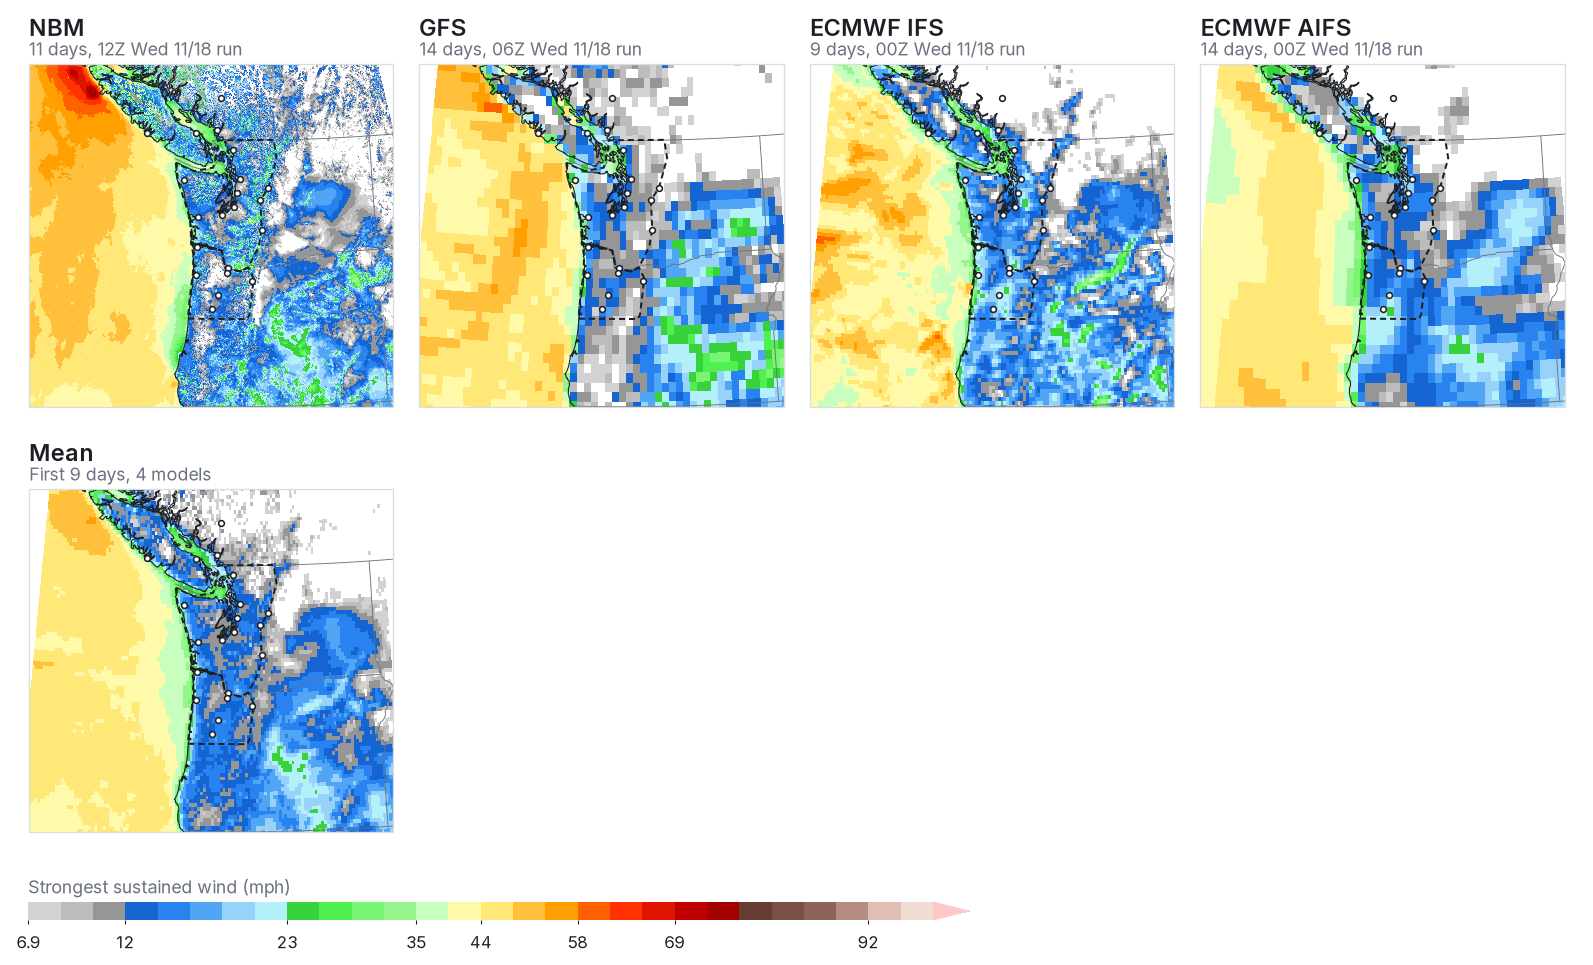 NBM
11 days, 12Z Wed 11/18 run
GFS
14 days, 06Z Wed 11/18 run
ECMWF IFS
9 days, 00Z Wed 11/18 run
ECMWF AIFS
14 days, 00Z Wed 11/18 run
Mean
First 9 days, 4 models
Strongest sustained wind (mph)
6.9 12 23 35 44 58 69 92